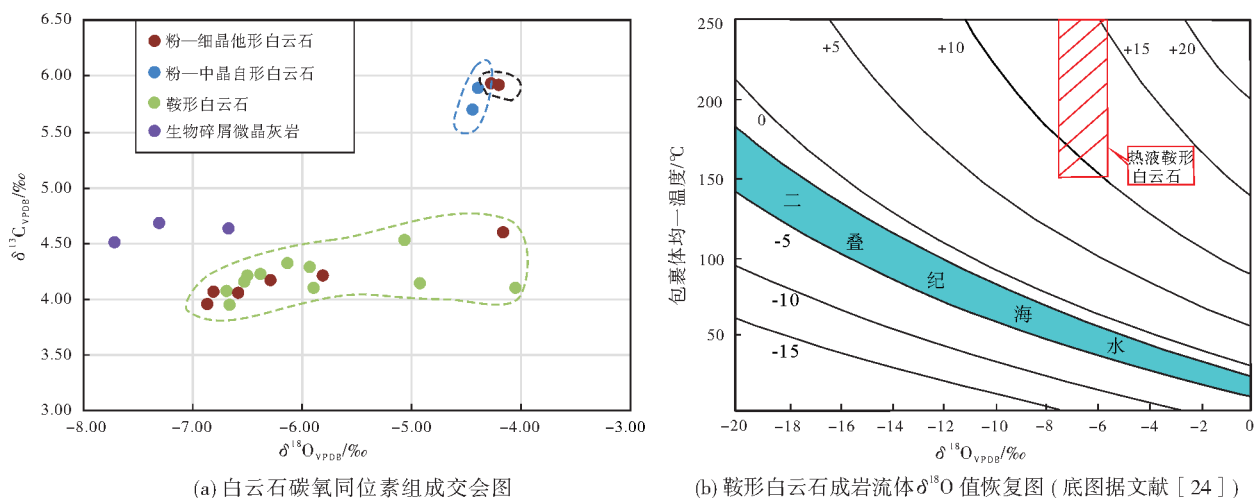 6.50
6.00
5.50
5.00
4.50
4.00
3.50
3.00
δ¹³C_VPDB/‰
粉—细晶他形白云石
粉—中晶自形白云石
鞍形白云石
生物碎屑微晶灰岩
-8.00 -7.00 -6.00 -5.00 -4.00 -3.00
δ¹⁸O_VPDB/‰
(a) 白云石碳氧同位素组成交会图
250
200
150
100
50
包裹体均一温度/℃
+5 +10 +15 +20
0
-5
-10
-15
二叠纪海水
热液鞍形
白云石
-20 -18 -16 -14 -12 -10 -8 -6 -4 -2 0
δ¹⁸O_VPDB/‰
(b) 鞍形白云石成岩流体δ¹⁸O 值恢复图 ( 底图据文献 [ 24 ] )